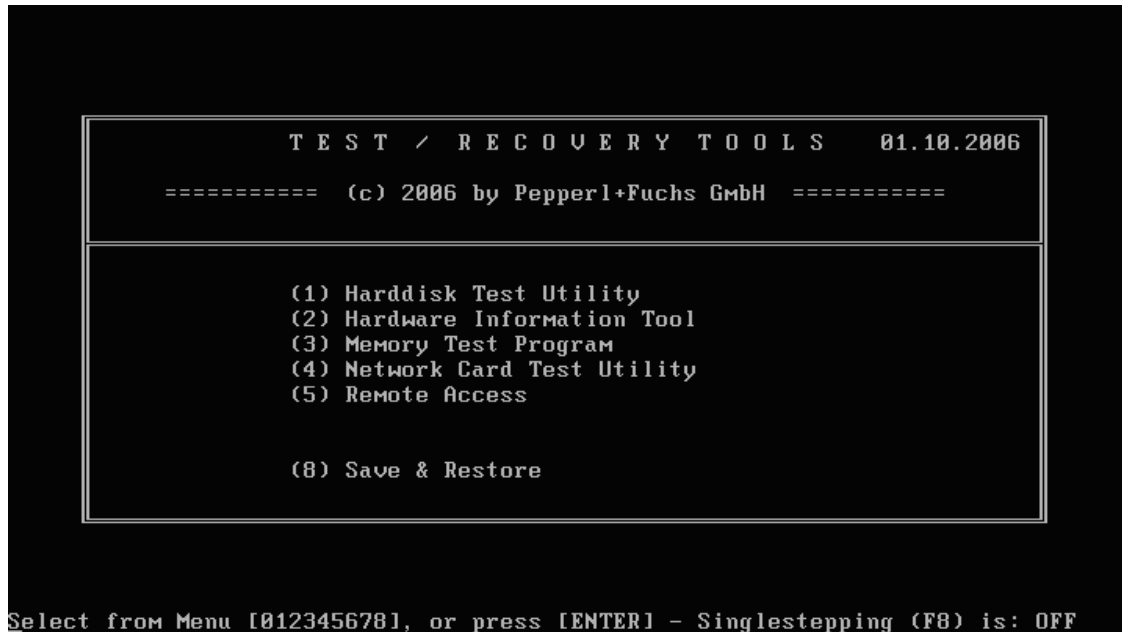 T E S T / R E C O V E R Y T O O L S 01.10.2006
=========== (c) 2006 by Pepperl+Fuchs GmbH ===========
(1) Harddisk Test Utility
(2) Hardware Information Tool
(3) Memory Test Program
(4) Network Card Test Utility
(5) Remote Access
(8) Save & Restore
Select from Menu [012345678], or press [ENTER] - Singlestepping (F8) is: OFF